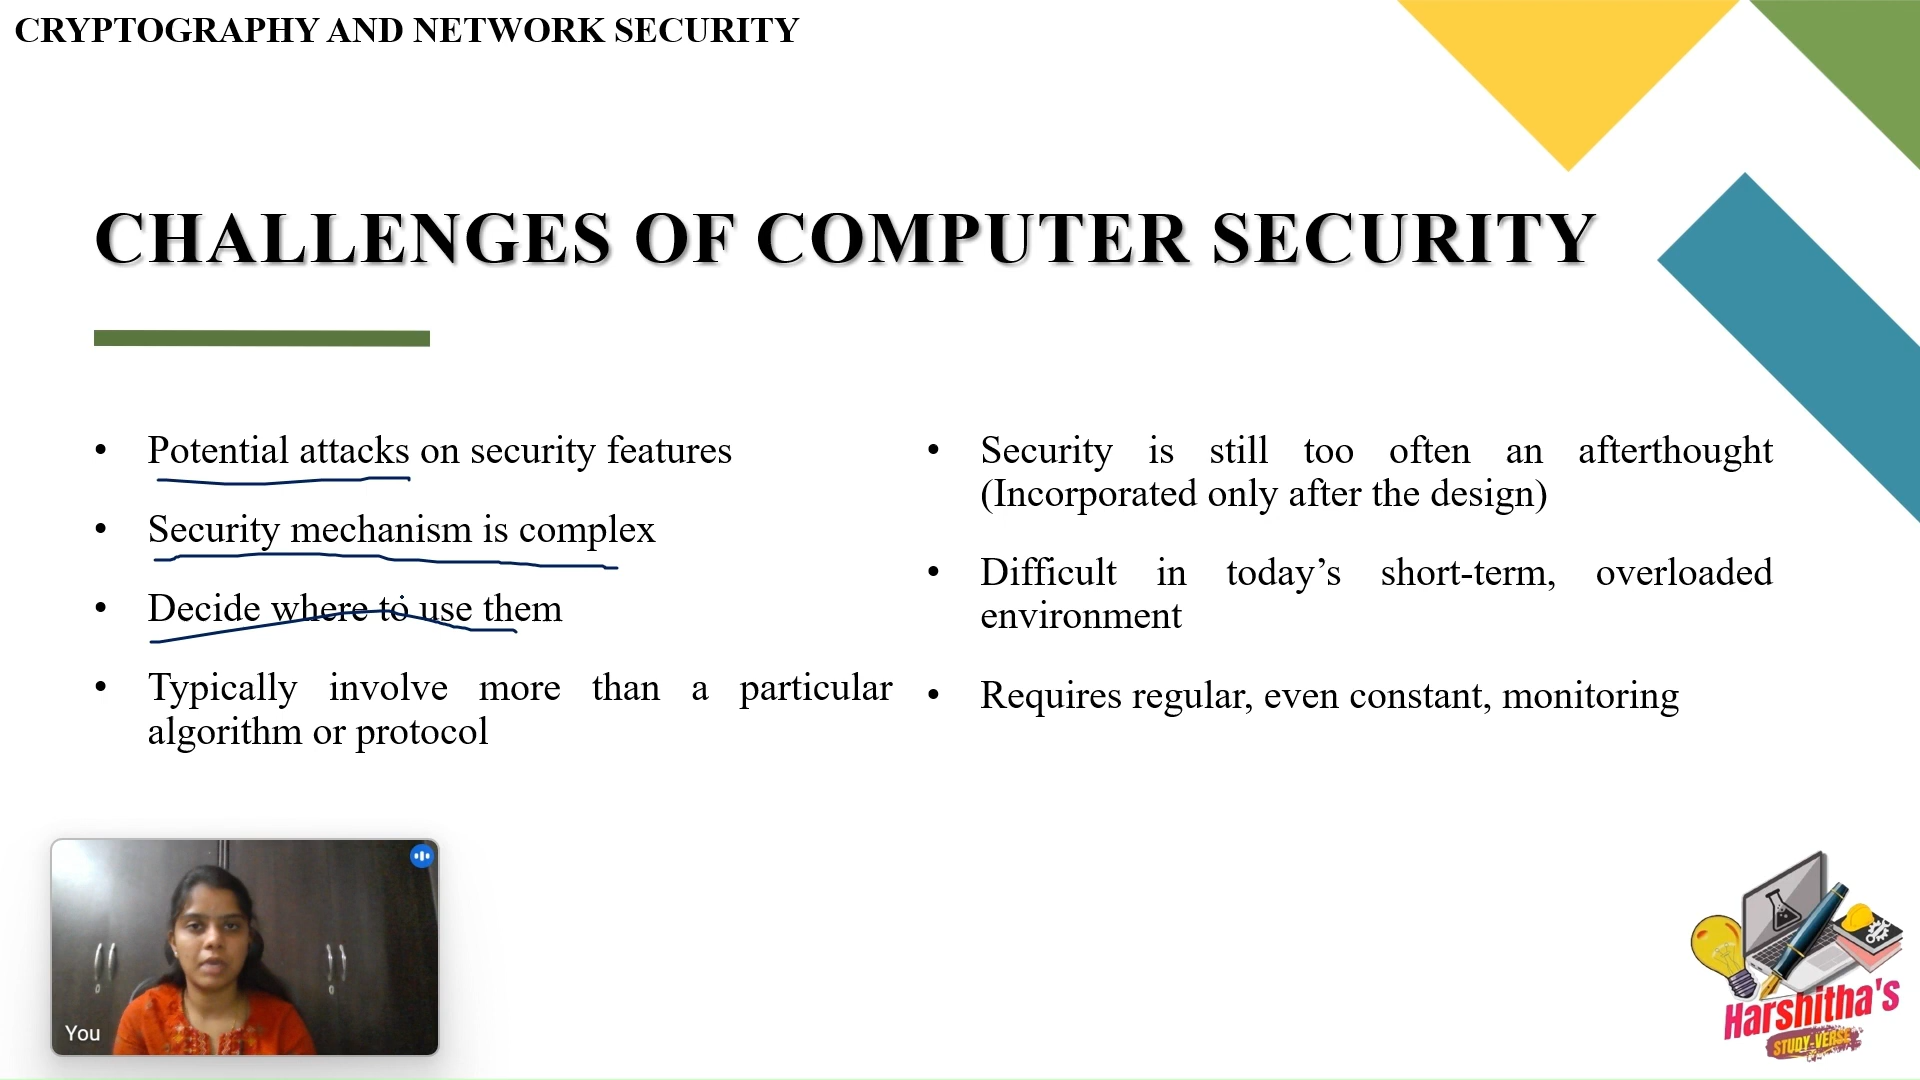 CRYPTOGRAPHY AND NETWORK SECURITY
CHALLENGES OF COMPUTER SECURITY
• Potential attacks on security features
• Security mechanism is complex
• Decide where to use them
• Typically involve more than a particular
algorithm or protocol
• Security is still too often an afterthought
(Incorporated only after the design)
• Difficult in today’s short-term, overloaded
environment
• Requires regular, even constant, monitoring
You
Harshitha's
STUDY-VERSE